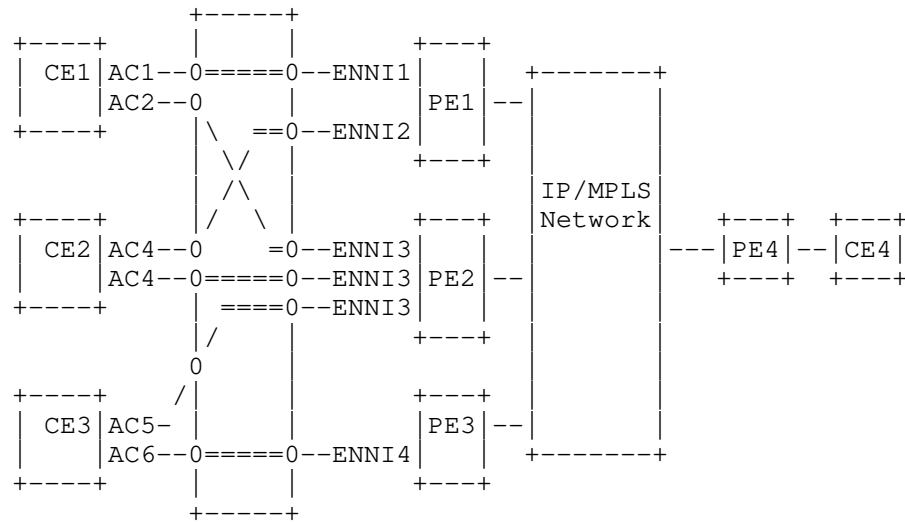 CE1 AC1 ENNI1
AC2 PE1
ENNI2
IP/MPLS
Network
CE2 AC4 ENNI3 PE4 CE4
AC4 ENNI3 PE2
ENNI3
CE3 AC5 PE3
AC6 ENNI4